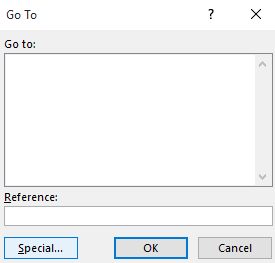 Go To ?
Go to:
Reference:
Special... OK Cancel